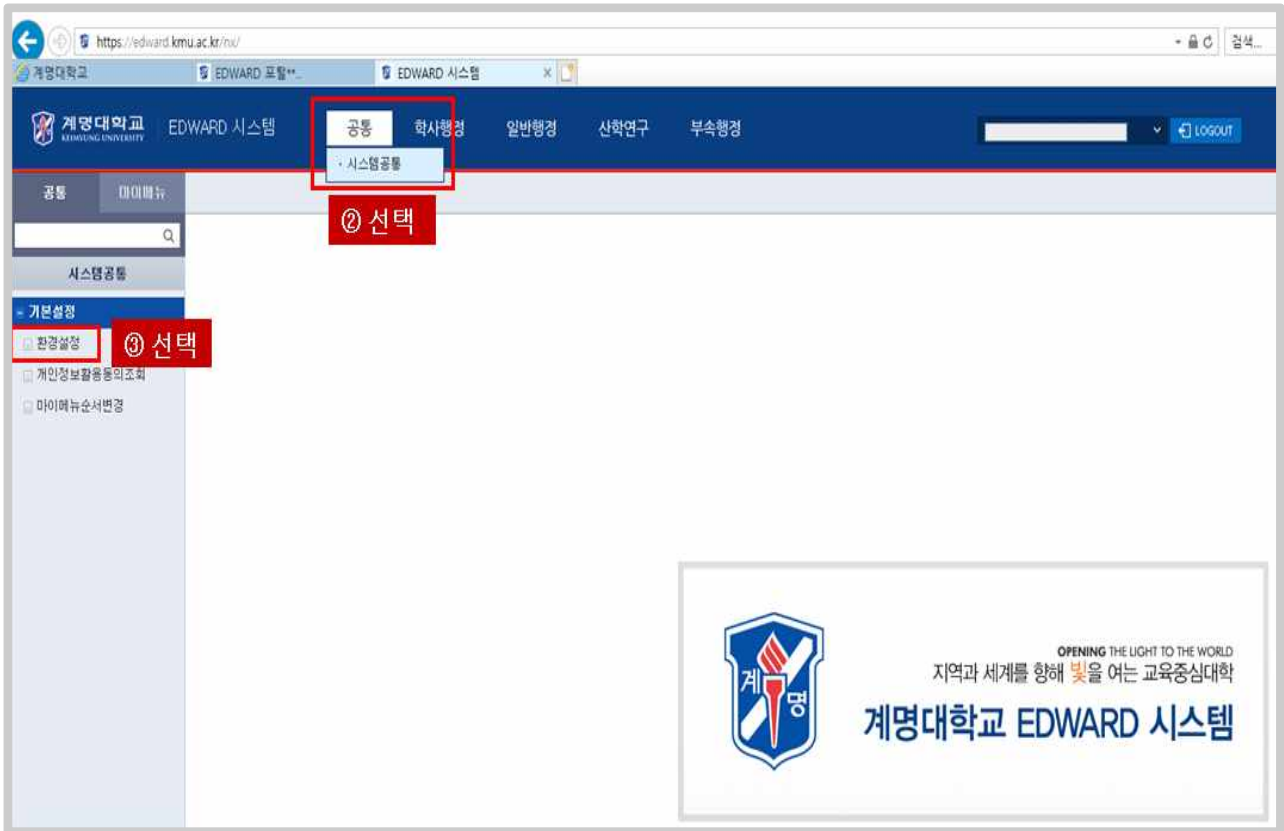 https://edward.kmu.ac.kr/nx/
검색...
계명대학교
EDWARD 포탈**...
EDWARD 시스템
계명대학교
KEIMYUNG UNIVERSITY
EDWARD 시스템
공통
학사행정
일반행정
산학연구
부속행정
LOGOUT
· 시스템공통
공통
마이메뉴
② 선택
시스템공통
기본설정
환경설정
③ 선택
개인정보활용동의조회
마이메뉴순서변경
계명
OPENING THE LIGHT TO THE WORLD
지역과 세계를 향해 빛을 여는 교육중심대학
계명대학교 EDWARD 시스템